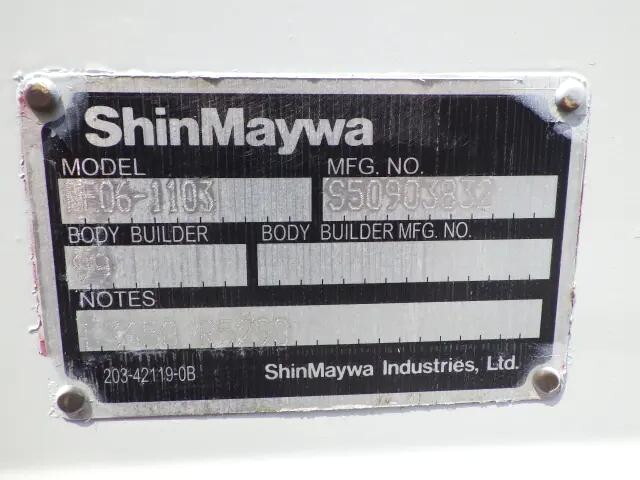 ShinMaywa
MODEL MFG. NO.
06-1103 S50903832
BODY BUILDER BODY BUILDER MFG. NO.
NOTES
203-42119-0B ShinMaywa Industries, Ltd.